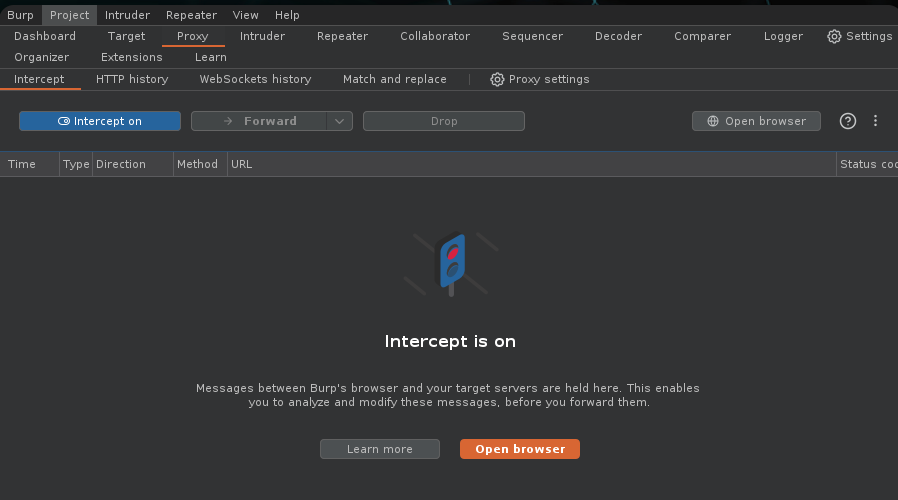 Burp Project Intruder Repeater View Help
Dashboard Target Proxy Intruder Repeater Collaborator Sequencer Decoder Comparer Logger Settings
Organizer Extensions Learn
Intercept HTTP history WebSockets history Match and replace Proxy settings
Intercept on Forward Drop Open browser
Time Type Direction Method URL Status coc
Intercept is on
Messages between Burp's browser and your target servers are held here. This enables
you to analyze and modify these messages, before you forward them.
Learn more Open browser